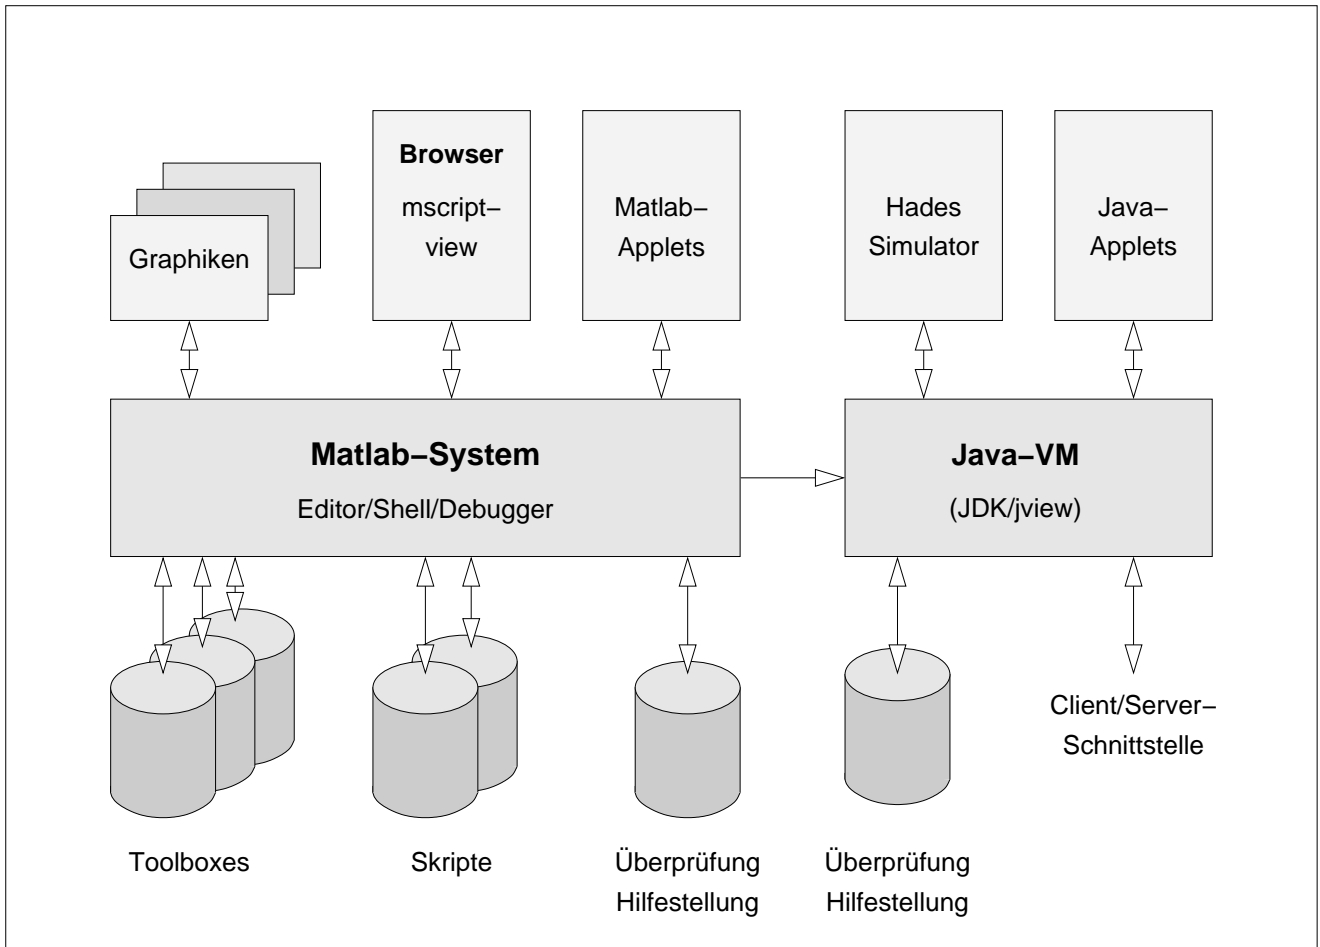 Browser
mscript–
view
Graphiken
Matlab–
Applets
Hades
Simulator
Java–
Applets
Matlab–System
Editor/Shell/Debugger
Java–VM
(JDK/jview)
Client/Server–
Schnittstelle
Toolboxes
Skripte
Überprüfung
Hilfestellung
Überprüfung
Hilfestellung